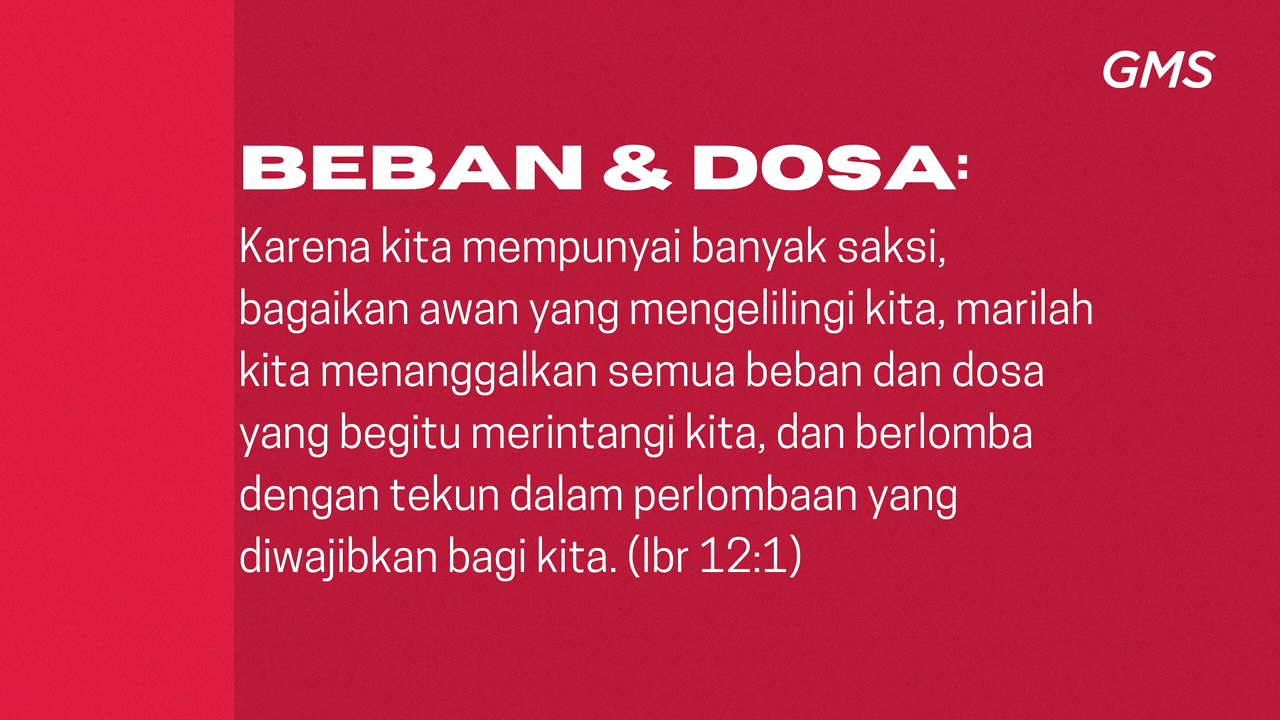 GMS
BEBAN & DOSA:
Karena kita mempunyai banyak saksi,
bagaikan awan yang mengelilingi kita, marilah
kita menanggalkan semua beban dan dosa
yang begitu merintangi kita, dan berlomba
dengan tekun dalam perlombaan yang
diwajibkan bagi kita. (Ibr 12:1)